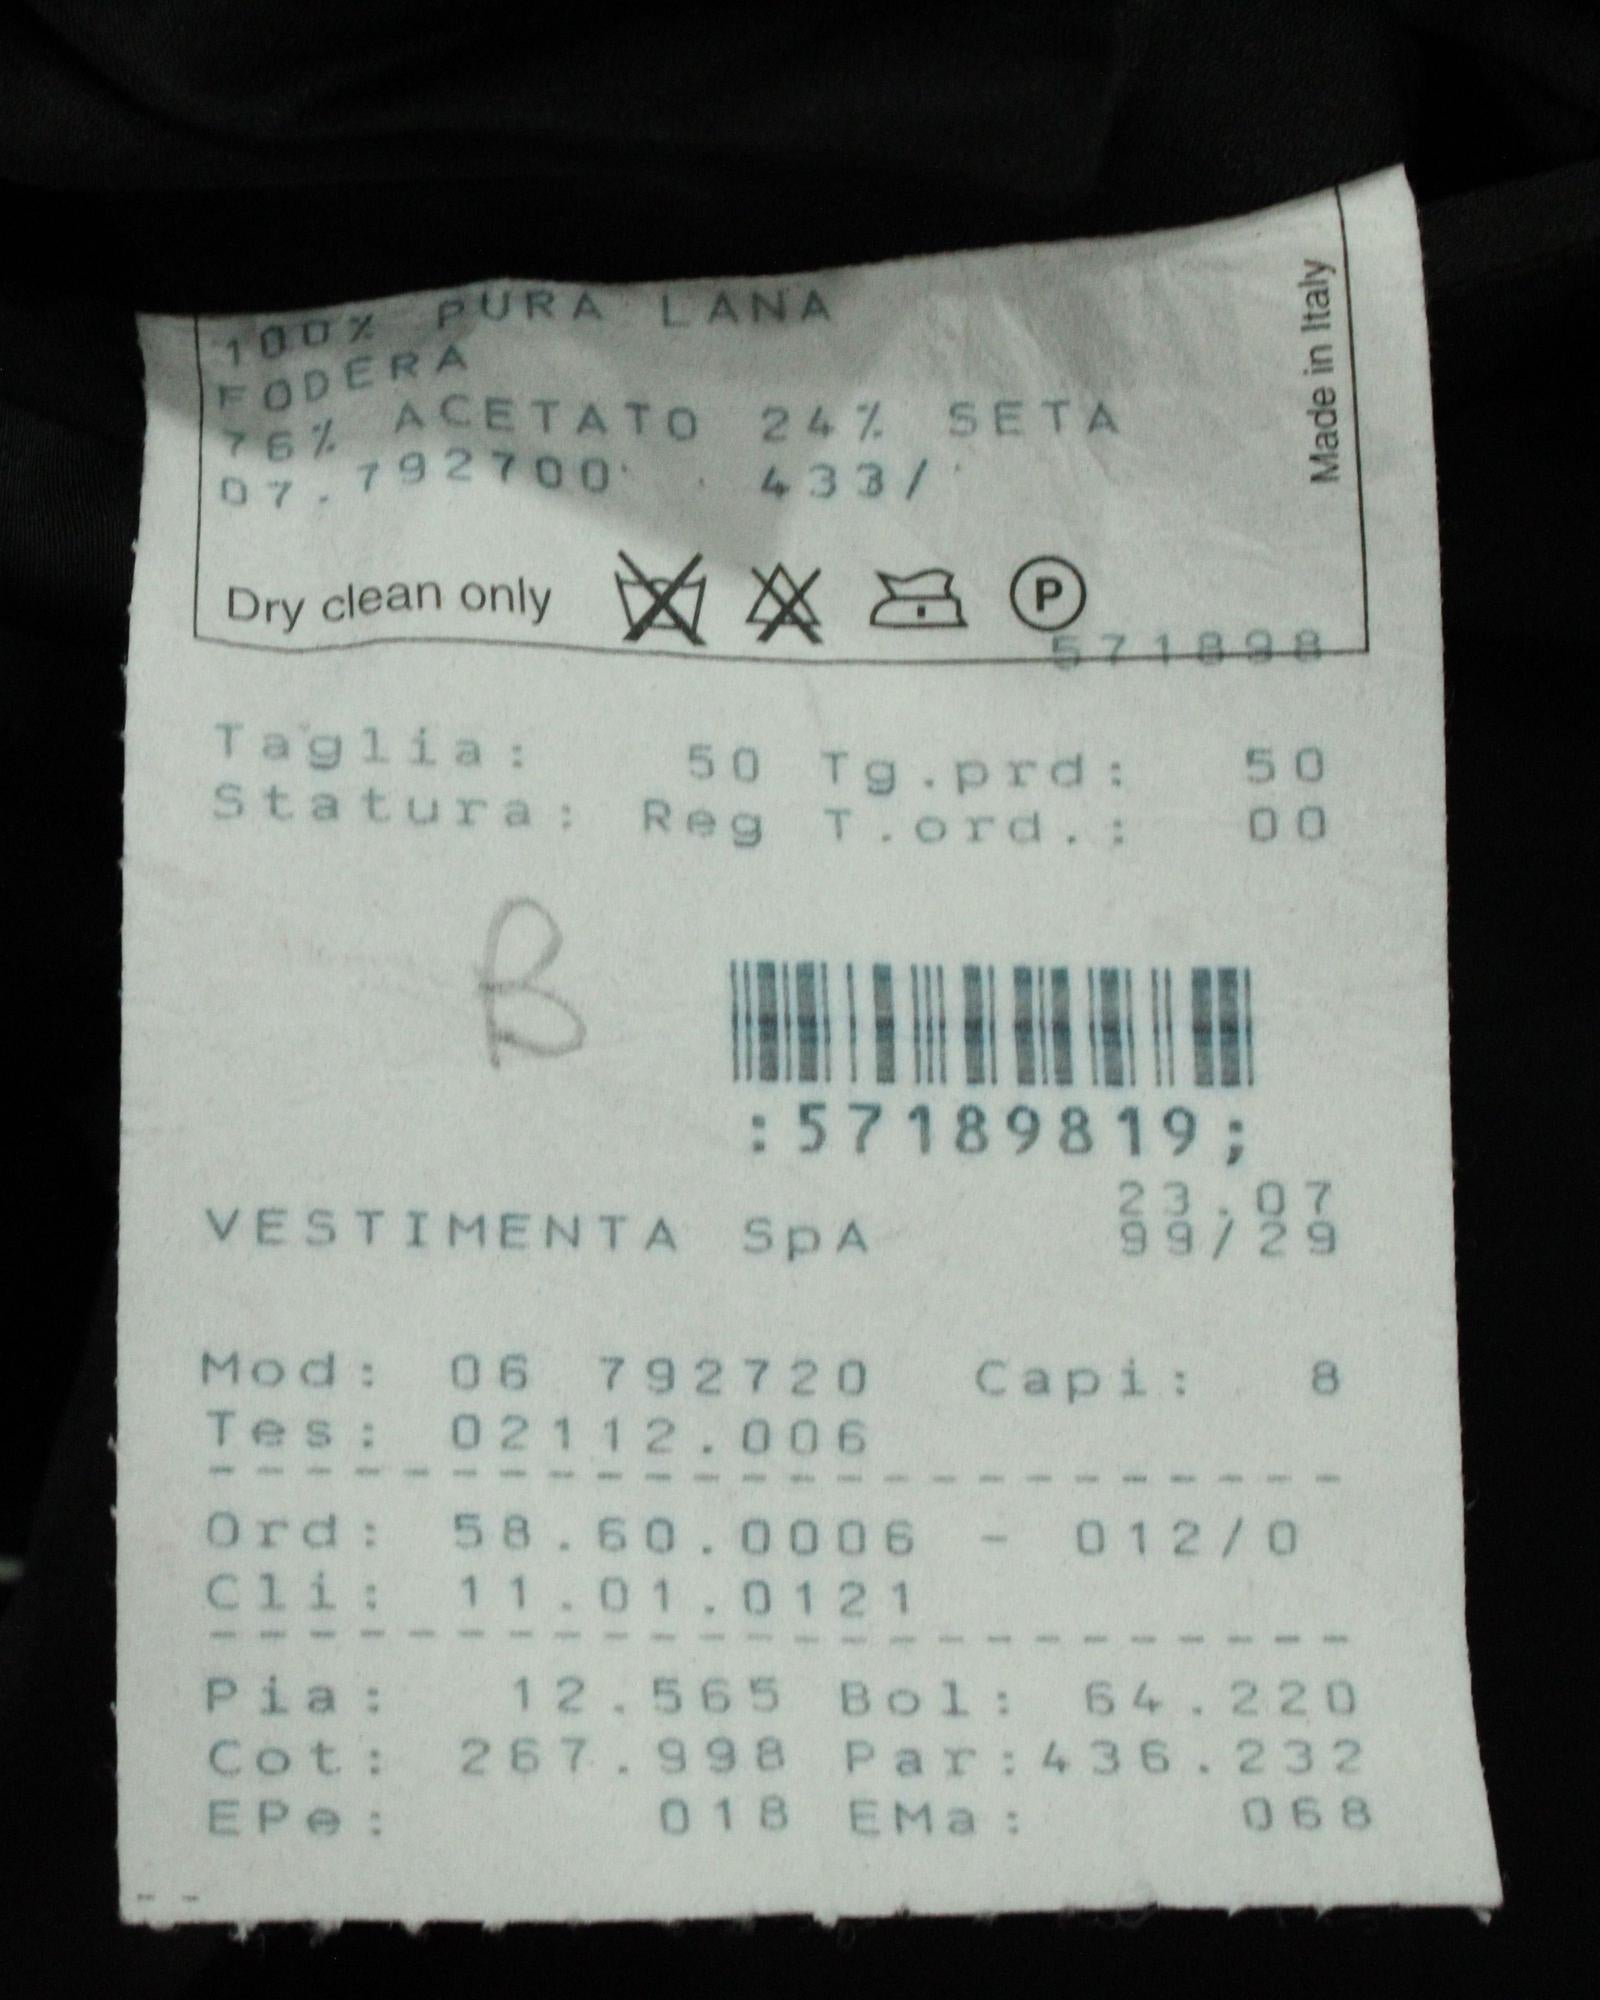 100% PURA LANA
FODERA
76% ACETATO 24% SETA
07.792700 433/
Made in Italy
Dry clean only P
571898
Taglia: 50 Tg.prd: 50
Statura: Reg T.ord.: 00
B
:57189819;
23.07
VESTIMENTA SpA 99/29
Mod: 06 792720 Capi: 8
Tes: 02112.006
Ord: 58.60.0006 - 012/0
Cli: 11.01.0121
Pia: 12.565 Bol: 64.220
Cot: 267.998 Par:436.232
EPe: 018 EMa: 068